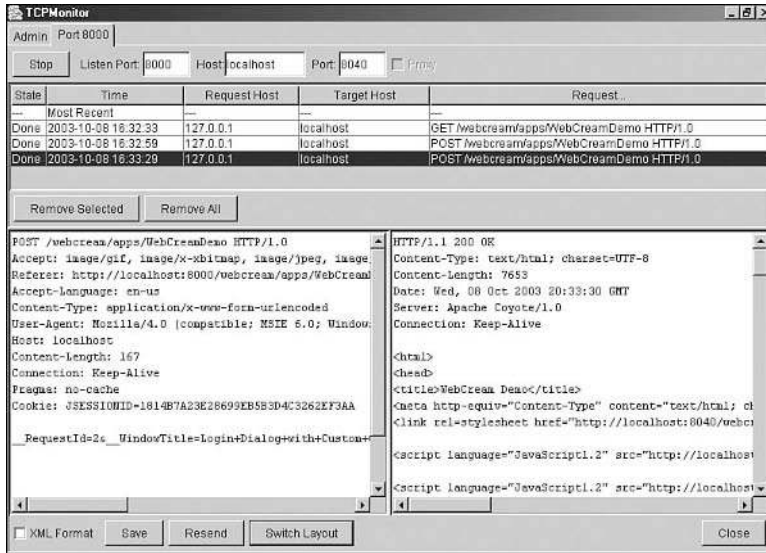 TCPMonitor
Admin Port 8000
Stop Listen Port: 8000 Host: localhost Port: 8040 Proxy
State Time Request Host Target Host Request...
--- Most Recent --- --- ---
Done 2003-10-08 16:32:33 127.0.0.1 localhost GET /webcream/apps/WebCreamDemo HTTP/1.0
Done 2003-10-08 16:32:59 127.0.0.1 localhost POST /webcream/apps/WebCreamDemo HTTP/1.0
Done 2003-10-08 16:33:29 127.0.0.1 localhost POST /webcream/apps/WebCreamDemo HTTP/1.0
Remove Selected Remove All
POST /webcream/apps/WebCreamDemo HTTP/1.0
Accept: image/gif, image/x-xbitmap, image/jpeg, image
Referer: http://localhost:8000/webcream/apps/WebCream
Accept-Language: en-us
Content-Type: application/x-www-form-urlencoded
User-Agent: Mozilla/4.0 (compatible; MSIE 6.0; Window
Host: localhost
Content-Length: 167
Connection: Keep-Alive
Pragma: no-cache
Cookie: JSESSIONID=1814B7A23E28699EB5B3D4C3262EF3AA
__RequestId=2&__WindowTitle=Login+Dialog+with+Custom+
HTTP/1.1 200 OK
Content-Type: text/html; charset=UTF-8
Content-Length: 7653
Date: Wed, 08 Oct 2003 20:33:30 GMT
Server: Apache Coyote/1.0
Connection: Keep-Alive
<html>
<head>
<title>WebCream Demo</title>
<meta http-equiv="Content-Type" content="text/html; ch
<link rel=stylesheet href="http://localhost:8040/webcr
<script language="JavaScript1.2" src="http://localhost
<script language="JavaScript1.2" src="http://localhost
XML Format Save Resend Switch Layout Close